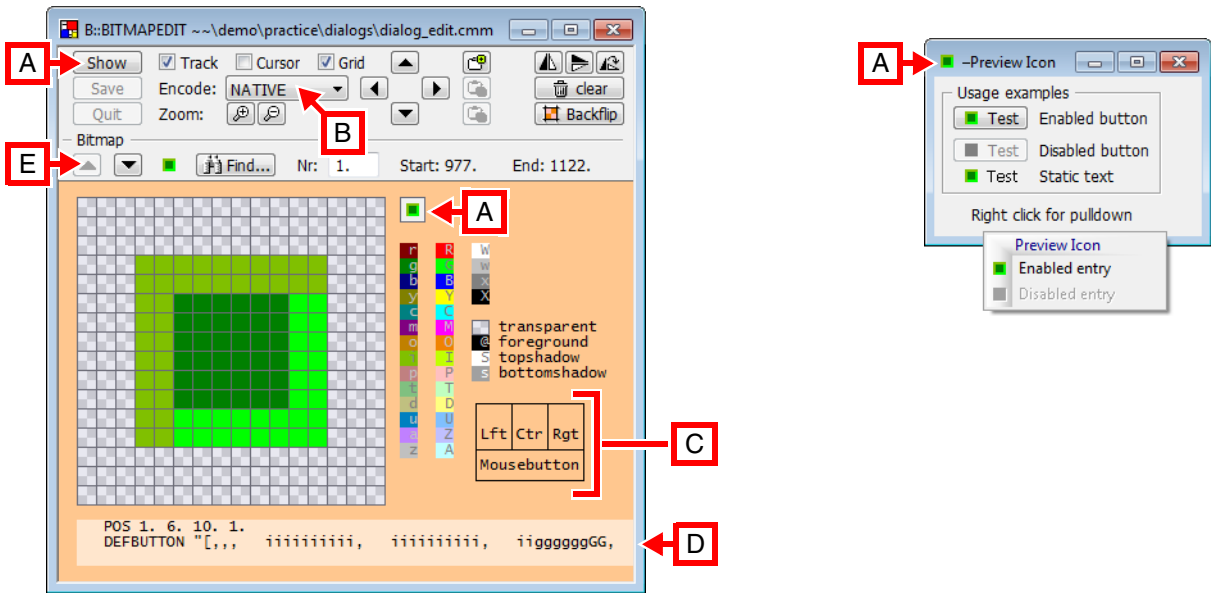 B::BITMAPEDIT ~~\demo\practice\dialogs\dialog_edit.cmm
A Show Track Cursor Grid
Save Encode: NATIVE clear
Quit Zoom: Backflip
B
Bitmap
E Find... Nr: 1. Start: 977. End: 1122.
A
r R W
g G w
b B x
y Y X
c C
m M transparent
o O @ foreground
i I S topshadow
p P s bottomshadow
t T
d D
u U
a Z Lft Ctr Rgt
z A Mousebutton
C
POS 1. 6. 10. 1.
DEFBUTTON "[,,, iiiiiiiiii, iiiiiiiiii, iiggggggGG,
D
A –Preview Icon
Usage examples
Test Enabled button
Test Disabled button
Test Static text
Right click for pulldown
Preview Icon
Enabled entry
Disabled entry